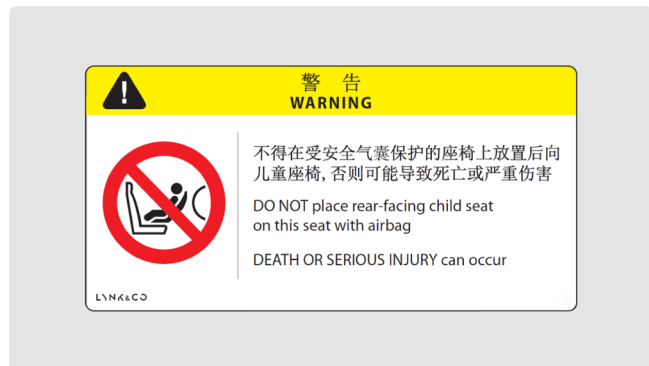 警 告
WARNING
不得在受安全气囊保护的座椅上放置后向
儿童座椅,否则可能导致死亡或严重伤害
DO NOT place rear-facing child seat
on this seat with airbag
DEATH OR SERIOUS INJURY can occur
LYNK&CO